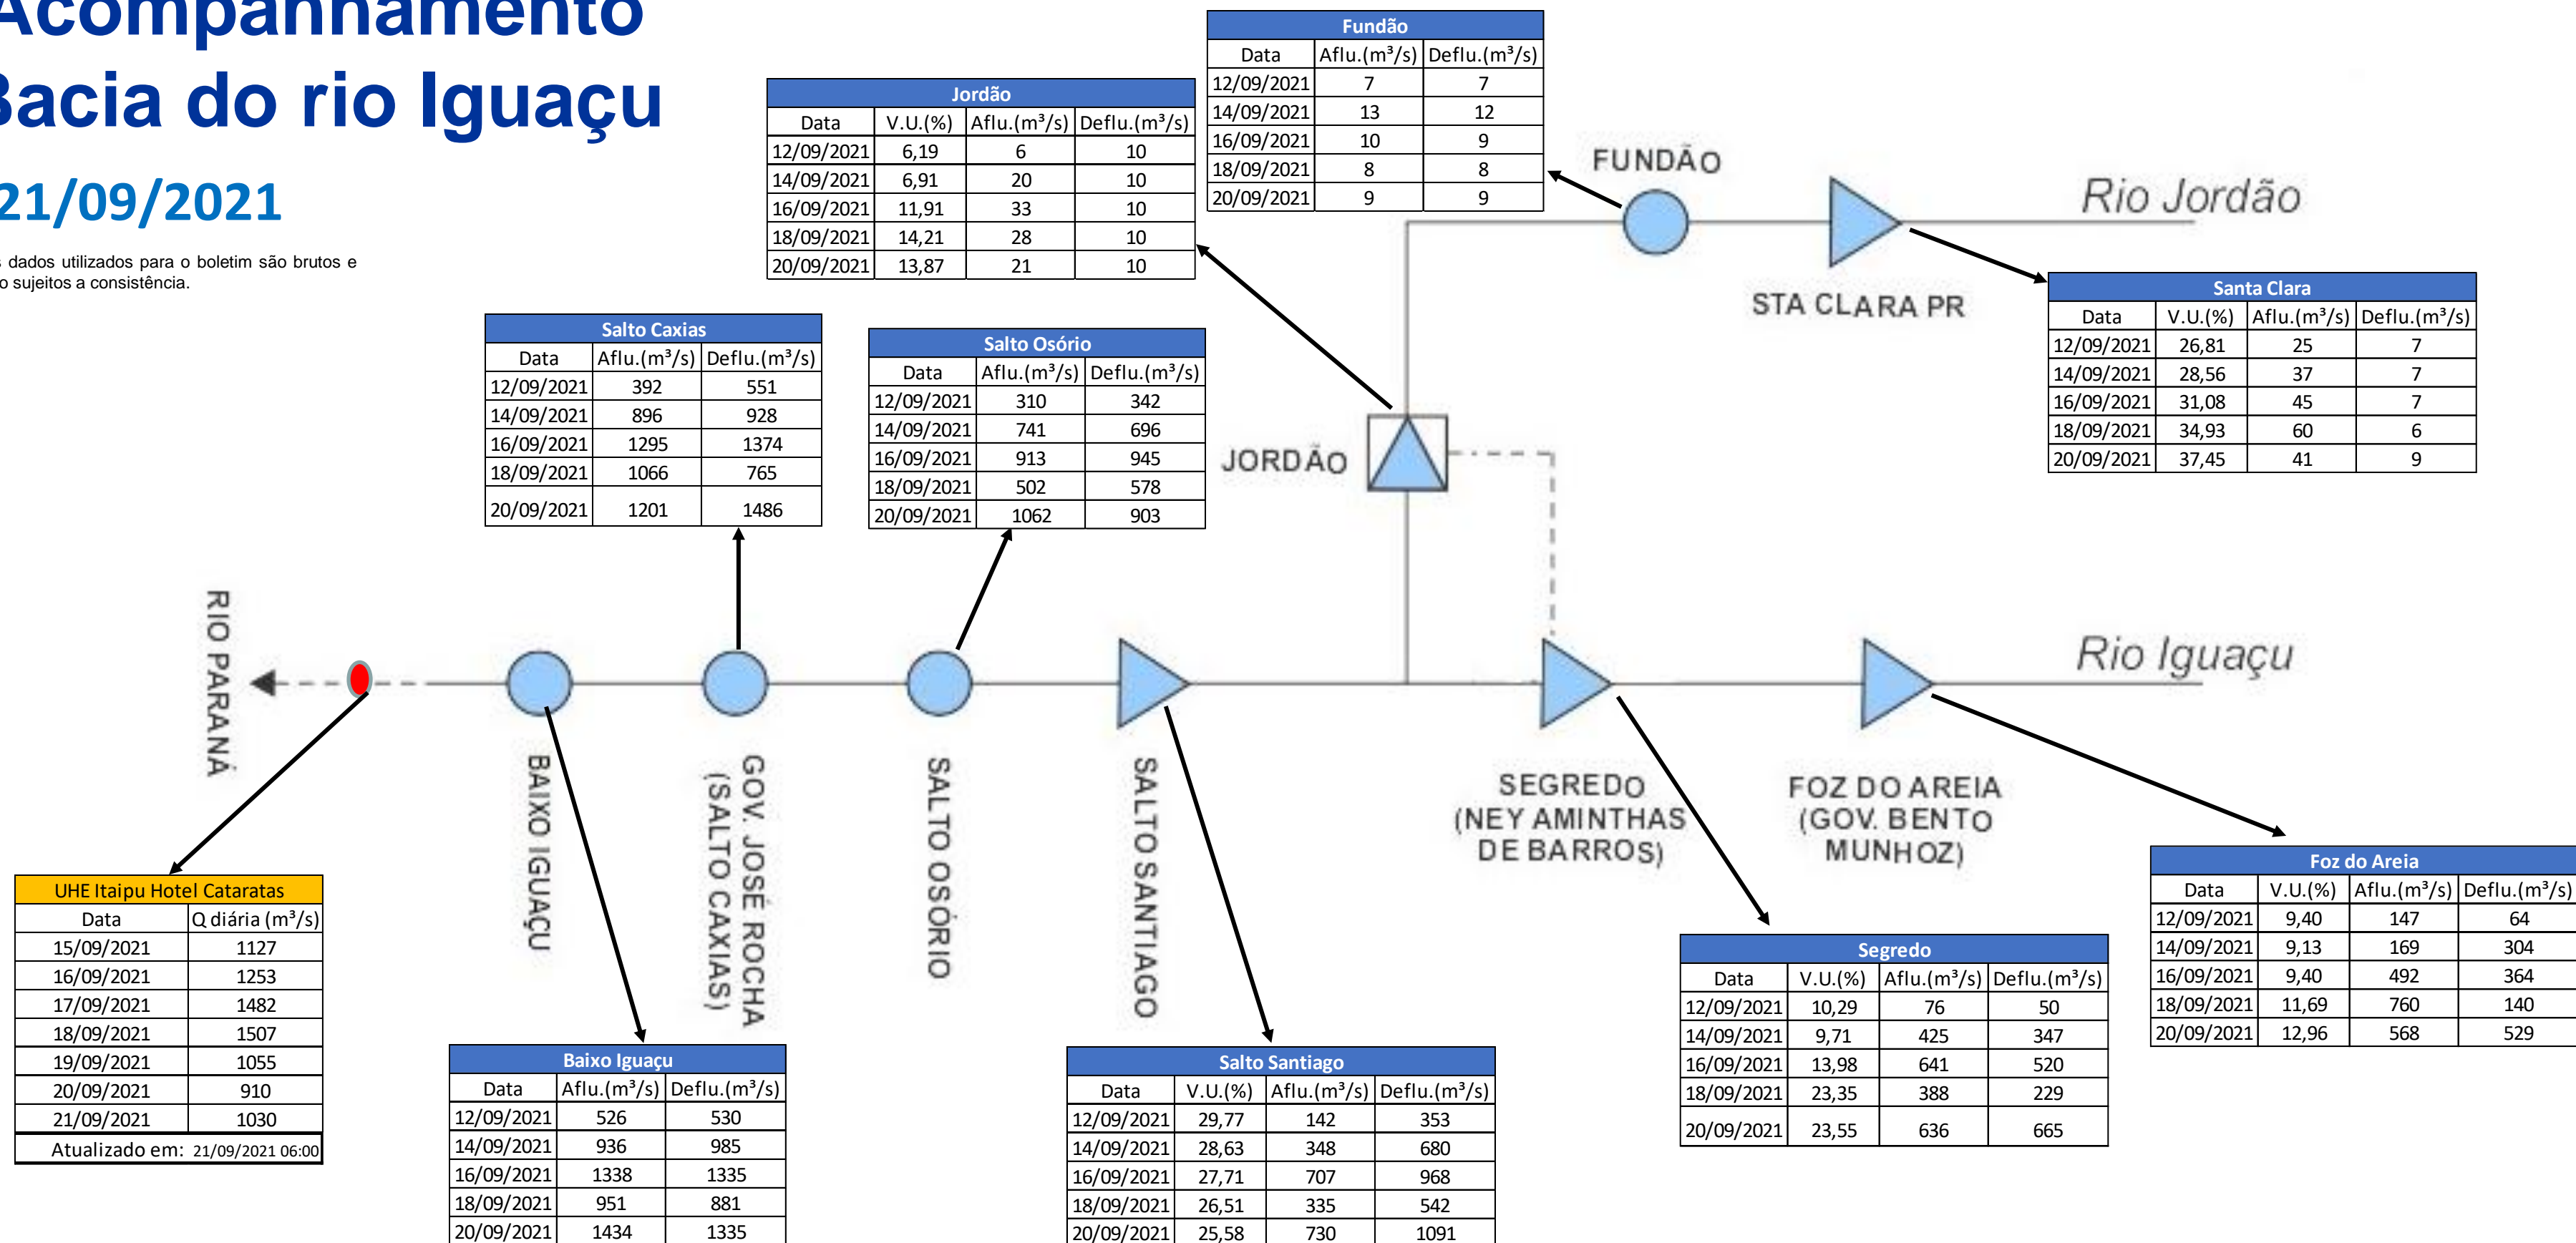 Acompanhamento
Bacia do rio Iguaçu
21/09/2021
s dados utilizados para o boletim são brutos e
o sujeitos a consistência.
Fundão
Data Aflu.(m³/s) Deflu.(m³/s)
12/09/2021 7 7
14/09/2021 13 12
16/09/2021 10 9
18/09/2021 8 8
20/09/2021 9 9
Jordão
Data V.U.(%) Aflu.(m³/s) Deflu.(m³/s)
12/09/2021 6,19 6 10
14/09/2021 6,91 20 10
16/09/2021 11,91 33 10
18/09/2021 14,21 28 10
20/09/2021 13,87 21 10
FUNDÃO
Rio Jordão
STA CLARA PR
Santa Clara
Data V.U.(%) Aflu.(m³/s) Deflu.(m³/s)
12/09/2021 26,81 25 7
14/09/2021 28,56 37 7
16/09/2021 31,08 45 7
18/09/2021 34,93 60 6
20/09/2021 37,45 41 9
Salto Caxias
Data Aflu.(m³/s) Deflu.(m³/s)
12/09/2021 392 551
14/09/2021 896 928
16/09/2021 1295 1374
18/09/2021 1066 765
20/09/2021 1201 1486
Salto Osório
Data Aflu.(m³/s) Deflu.(m³/s)
12/09/2021 310 342
14/09/2021 741 696
16/09/2021 913 945
18/09/2021 502 578
20/09/2021 1062 903
JORDÃO
RIO PARANÁ
Rio Iguaçu
BAIXO IGUAÇU
GOV. JOSÉ ROCHA
(SALTO CAXIAS)
SALTO OSÓRIO
SALTO SANTIAGO
SEGREDO
(NEY AMINTHAS
DE BARROS)
FOZ DO AREIA
(GOV. BENTO
MUNHOZ)
UHE Itaipu Hotel Cataratas
Data Q diária (m³/s)
15/09/2021 1127
16/09/2021 1253
17/09/2021 1482
18/09/2021 1507
19/09/2021 1055
20/09/2021 910
21/09/2021 1030
Atualizado em: 21/09/2021 06:00
Baixo Iguaçu
Data Aflu.(m³/s) Deflu.(m³/s)
12/09/2021 526 530
14/09/2021 936 985
16/09/2021 1338 1335
18/09/2021 951 881
20/09/2021 1434 1335
Salto Santiago
Data V.U.(%) Aflu.(m³/s) Deflu.(m³/s)
12/09/2021 29,77 142 353
14/09/2021 28,63 348 680
16/09/2021 27,71 707 968
18/09/2021 26,51 335 542
20/09/2021 25,58 730 1091
Segredo
Data V.U.(%) Aflu.(m³/s) Deflu.(m³/s)
12/09/2021 10,29 76 50
14/09/2021 9,71 425 347
16/09/2021 13,98 641 520
18/09/2021 23,35 388 229
20/09/2021 23,55 636 665
Foz do Areia
Data V.U.(%) Aflu.(m³/s) Deflu.(m³/s)
12/09/2021 9,40 147 64
14/09/2021 9,13 169 304
16/09/2021 9,40 492 364
18/09/2021 11,69 760 140
20/09/2021 12,96 568 529